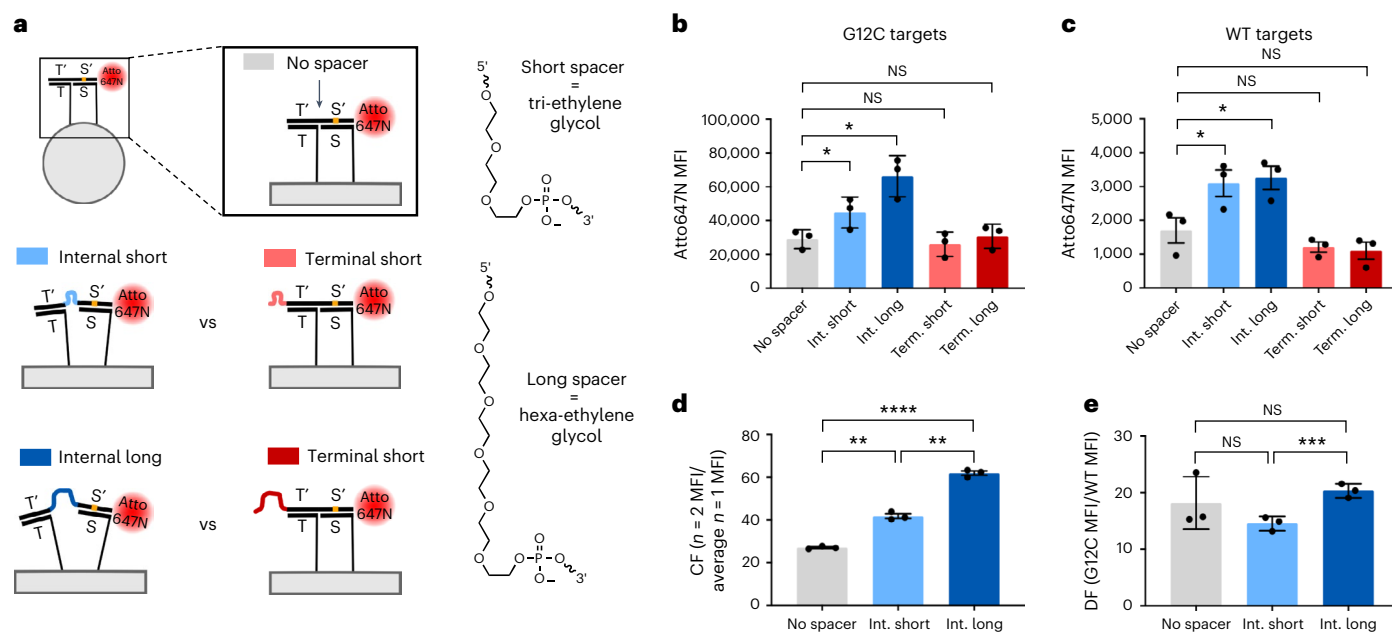 a
T′ S′
Atto
647N
T S
No spacer
T′ S′
Atto
647N
T S
Internal short
T′ S′
Atto
647N
T S
vs
Terminal short
T′ S′
Atto
647N
T S
Internal long
T′ S′
Atto
647N
T S
vs
Terminal short
T′ S′
Atto
647N
T S
5′
O
O
O
O
O P O
O
–
3′
Short spacer
=
tri-ethylene
glycol
5′
O
O
O
O
O
O
O
O P O
O
–
3′
Long spacer
=
hexa-ethylene
glycol
b
G12C targets
NS
NS
*
*
Atto647N MFI
100,000
80,000
60,000
40,000
20,000
0
No spacer
Int. short
Int. long
Term. short
Term. long
c
WT targets
NS
NS
*
*
Atto647N MFI
5,000
4,000
3,000
2,000
1,000
0
No spacer
Int. short
Int. long
Term. short
Term. long
d
****
** **
CF (n = 2 MFI/
average n = 1 MFI)
80
60
40
20
0
No spacer Int. short Int. long
e
NS
NS ***
DF (G12C MFI/WT MFI)
30
20
10
0
No spacer Int. short Int. long